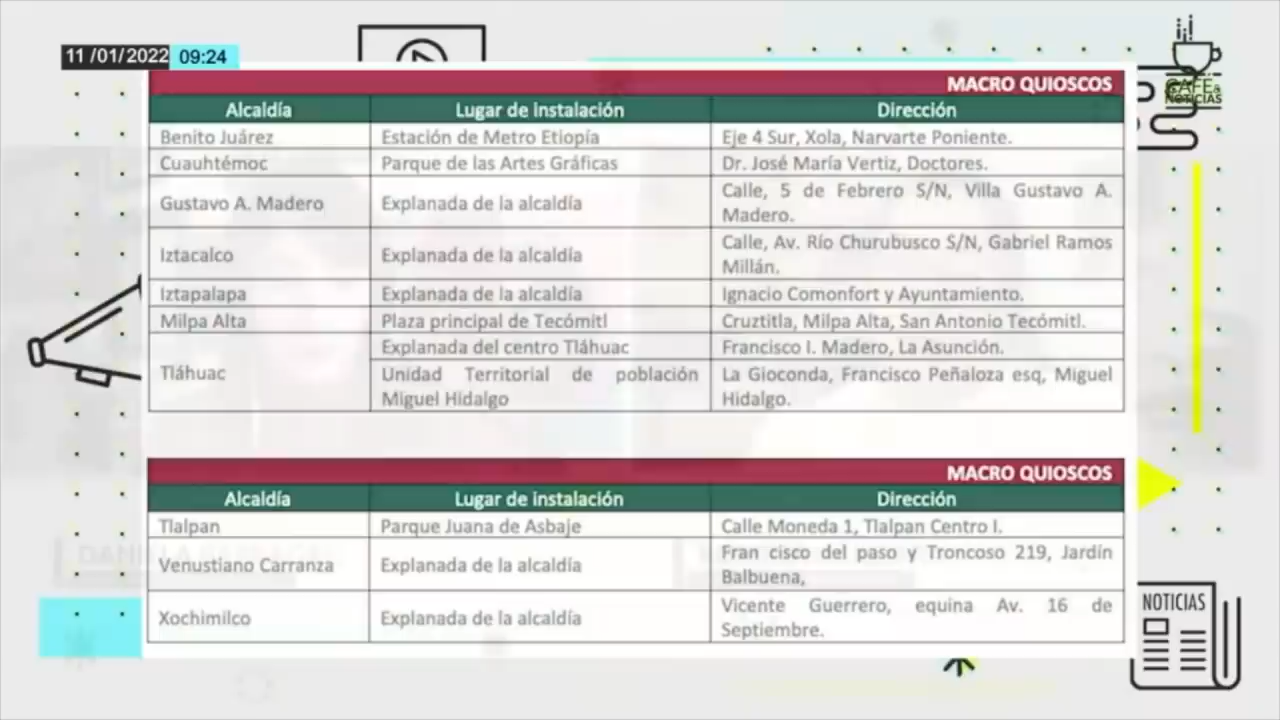 11 /01/2022 09:24
CAFE &
NOTICIAS
MACRO QUIOSCOS
Alcaldía Lugar de instalación Dirección
Benito Juárez Estación de Metro Etiopía Eje 4 Sur, Xola, Narvarte Poniente.
Cuauhtémoc Parque de las Artes Gráficas Dr. José María Vertiz, Doctores.
Gustavo A. Madero Explanada de la alcaldía Calle, 5 de Febrero S/N, Villa Gustavo A.
Madero.
Iztacalco Explanada de la alcaldía Calle, Av. Río Churubusco S/N, Gabriel Ramos
Millán.
Iztapalapa Explanada de la alcaldía Ignacio Comonfort y Ayuntamiento.
Milpa Alta Plaza principal de Tecómitl Cruztitla, Milpa Alta, San Antonio Tecómitl.
Tláhuac Explanada del centro Tláhuac Francisco I. Madero, La Asunción.
Unidad Territorial de población La Gioconda, Francisco Peñaloza esq, Miguel
Miguel Hidalgo Hidalgo.
MACRO QUIOSCOS
Alcaldía Lugar de instalación Dirección
Tlalpan Parque Juana de Asbaje Calle Moneda 1, Tlalpan Centro I.
Venustiano Carranza Explanada de la alcaldía Fran cisco del paso y Troncoso 219, Jardín
Balbuena,
Xochimilco Explanada de la alcaldía Vicente Guerrero, equina Av. 16 de
Septiembre.
NOTICIAS